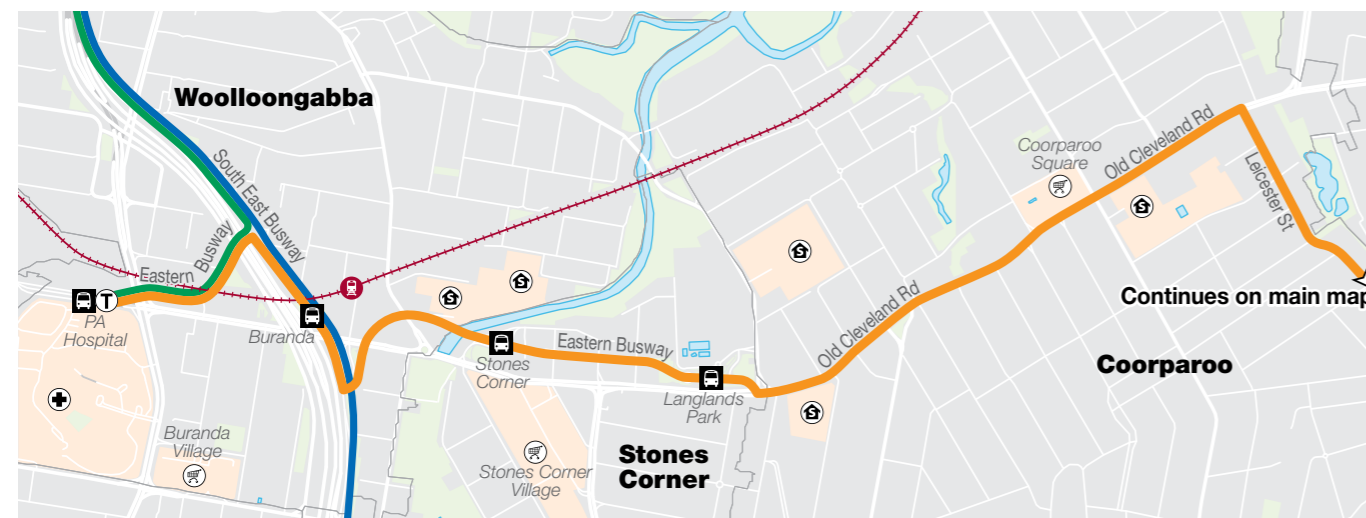 Woolloongabba
South East Busway
Eastern Busway
PA
Hospital
T
Buranda
Buranda
Village
Stones
Corner
Eastern Busway
Langlands
Park
Stones Corner
Village
Stones
Corner
Old Cleveland Rd
Coorparoo
Square
Old Cleveland Rd
Leicester St
Continues on main map
Coorparoo
S
S
S
S
S